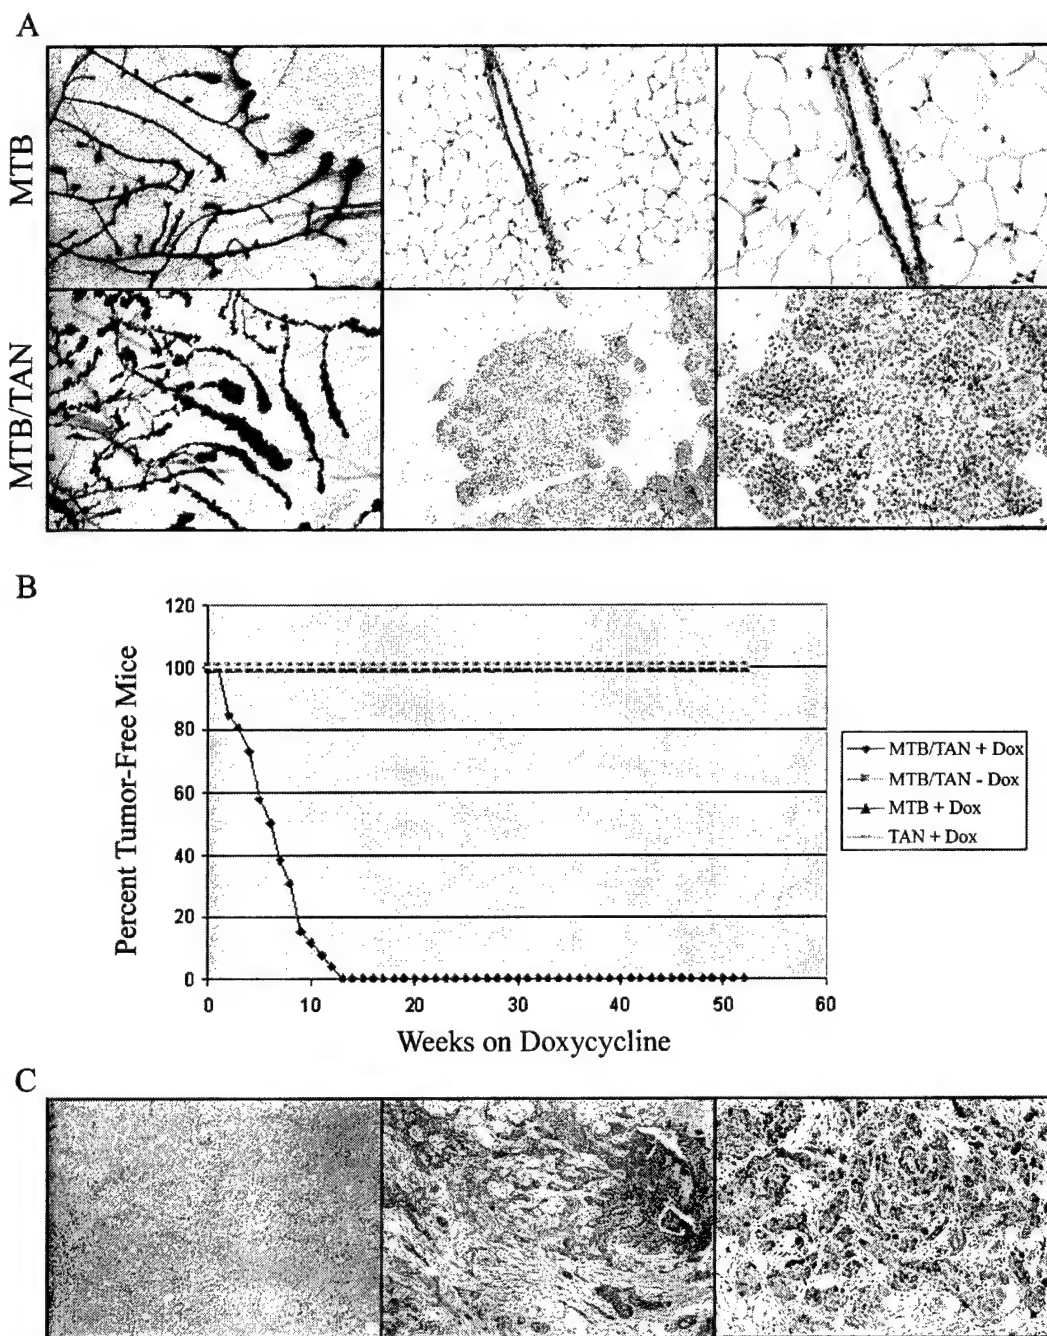 A
MTB
MTB/TAN
B
120
100
80
60
40
20
0
Percent Tumor-Free Mice
0 10 20 30 40 50 60
Weeks on Doxycycline
MTB/TAN + Dox
MTB/TAN - Dox
MTB + Dox
TAN + Dox
C